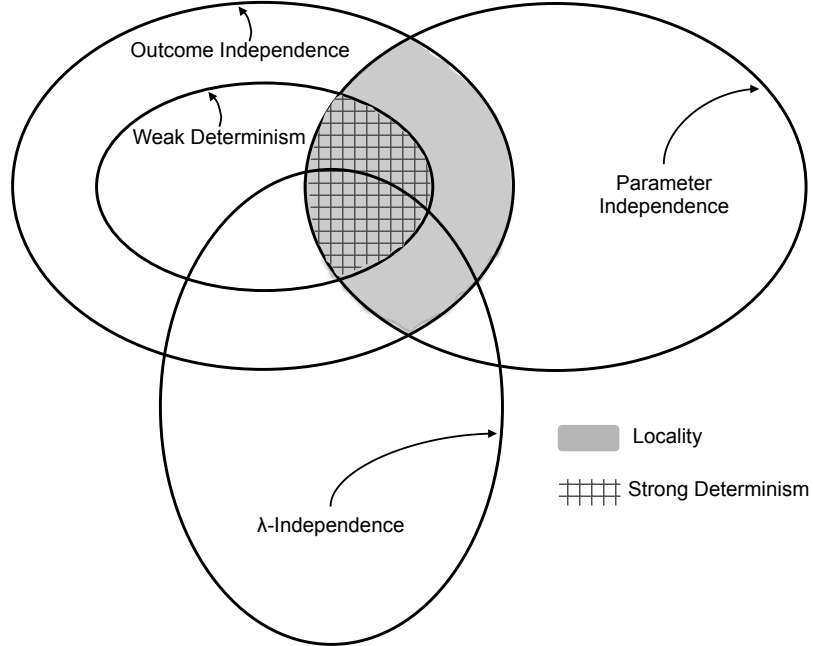 Outcome Independence
Weak Determinism
Parameter
Independence
λ-Independence
Locality
Strong Determinism